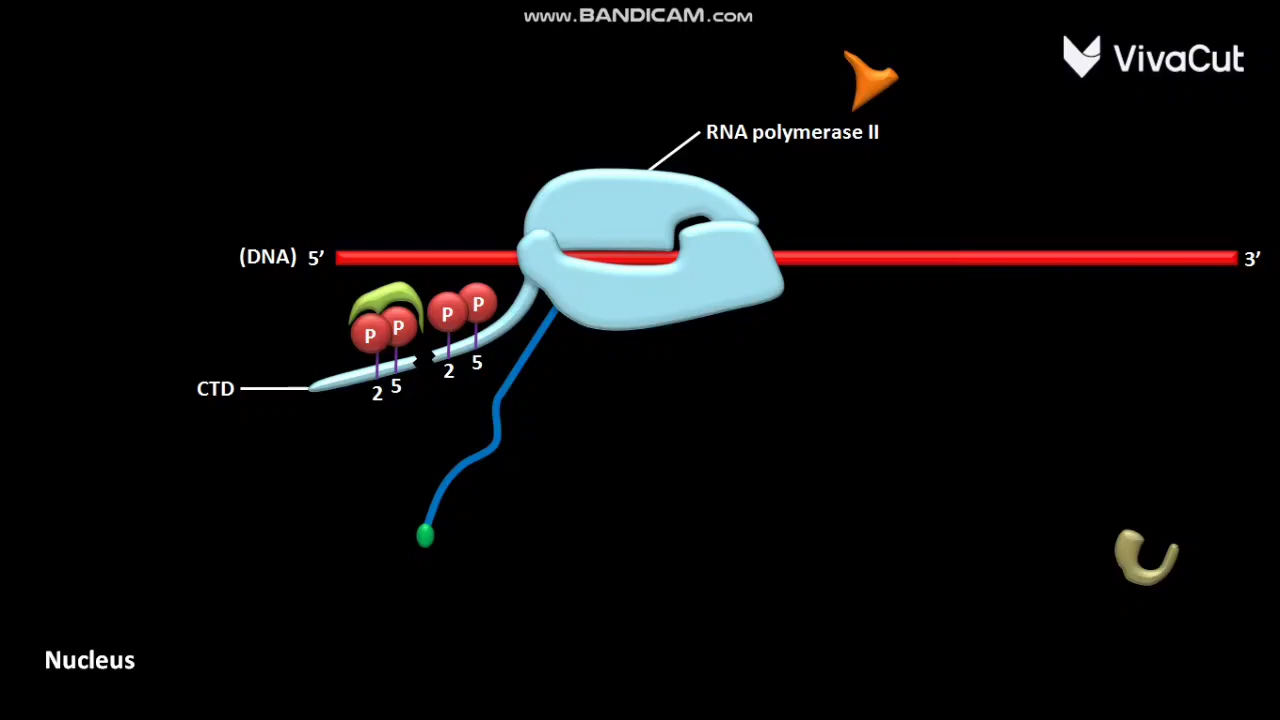 www.BANDICAM.com
VivaCut
RNA polymerase II
(DNA) 5’
3’
P P P P
2 5 2 5
CTD
Nucleus